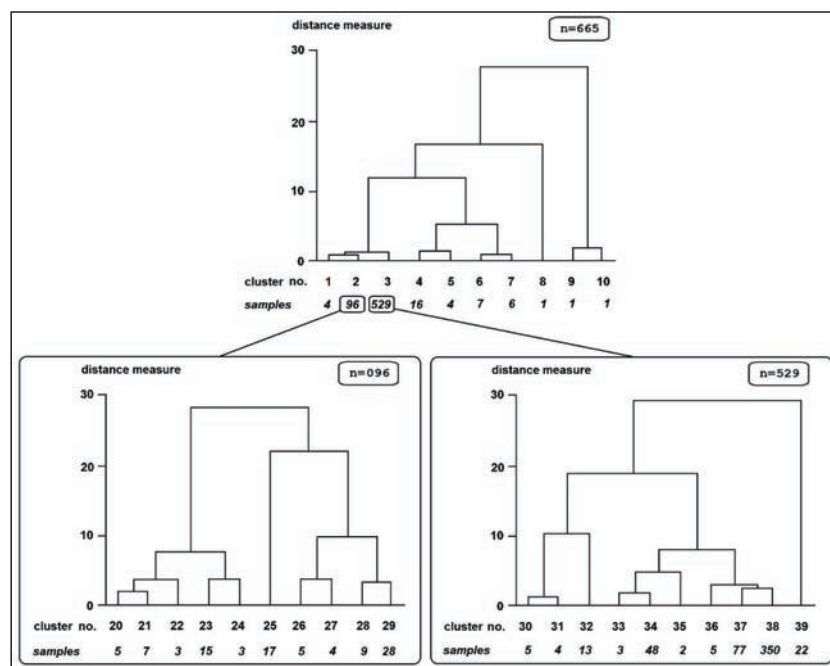 distance measure n=665
30
20
10
0
cluster no. 1 2 3 4 5 6 7 8 9 10
samples 4 96 529 16 4 7 6 1 1 1
distance measure n=096
30
20
10
0
cluster no. 20 21 22 23 24 25 26 27 28 29
samples 5 7 3 15 3 17 5 4 9 28
distance measure n=529
30
20
10
0
cluster no. 30 31 32 33 34 35 36 37 38 39
samples 5 4 13 3 48 2 5 77 350 22